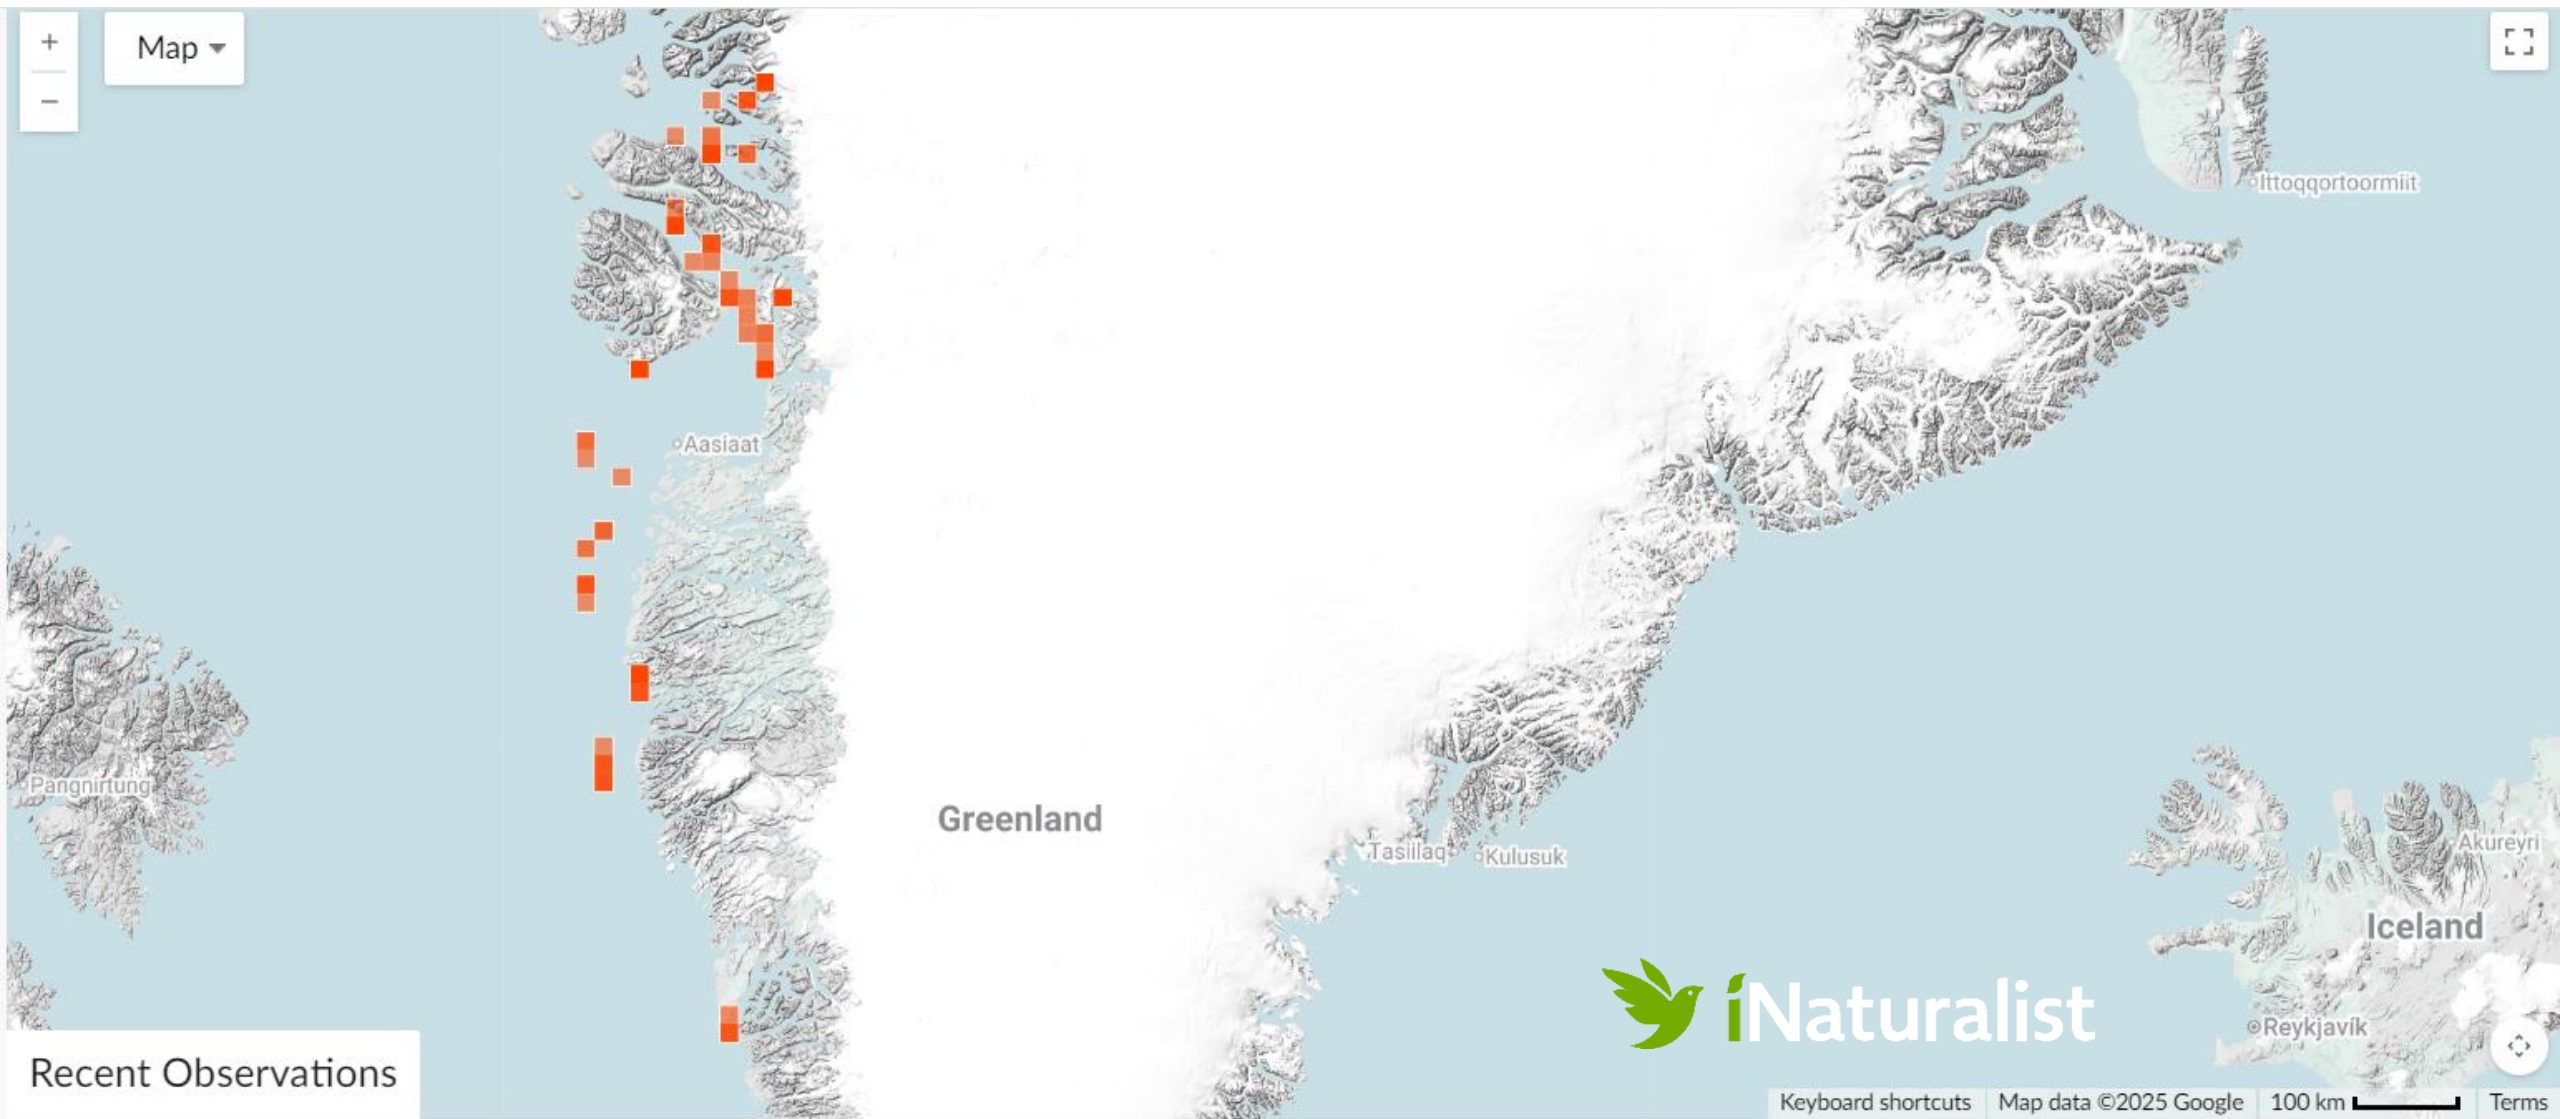 +
Map
−
Ittoqqortoormiit
Aasiaat
Pangnirtung
Greenland
Tasiilaq
Kulusuk
Akureyri
Iceland
iNaturalist
Reykjavík
Recent Observations
Keyboard shortcuts
Map data ©2025 Google
100 km
Terms